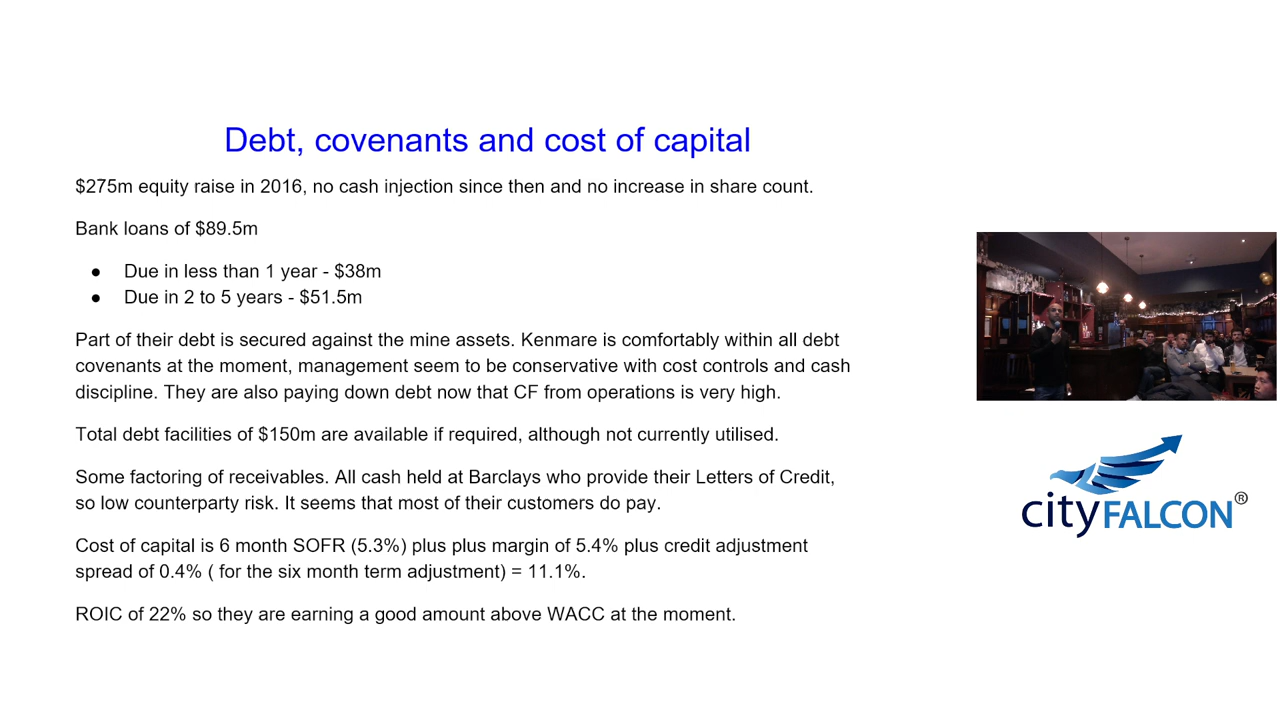 Debt, covenants and cost of capital
$275m equity raise in 2016, no cash injection since then and no increase in share count.
Bank loans of $89.5m
● Due in less than 1 year - $38m
● Due in 2 to 5 years - $51.5m
Part of their debt is secured against the mine assets. Kenmare is comfortably within all debt
covenants at the moment, management seem to be conservative with cost controls and cash
discipline. They are also paying down debt now that CF from operations is very high.
Total debt facilities of $150m are available if required, although not currently utilised.
Some factoring of receivables. All cash held at Barclays who provide their Letters of Credit,
so low counterparty risk. It seems that most of their customers do pay.
Cost of capital is 6 month SOFR (5.3%) plus plus margin of 5.4% plus credit adjustment
spread of 0.4% ( for the six month term adjustment) = 11.1%.
ROIC of 22% so they are earning a good amount above WACC at the moment.
cityFALCON®